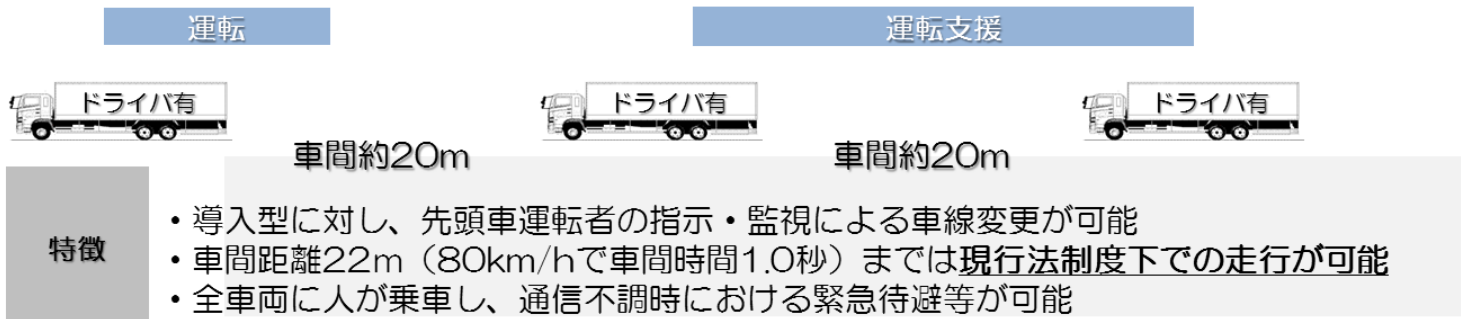 運転
運転支援
ドライバ有
ドライバ有
ドライバ有
車間約20m
車間約20m
特徴
・導入型に対し、先頭車運転者の指示・監視による車線変更が可能
・車間距離22m（80km/hで車間時間1.0秒）までは現行法制度下での走行が可能
・全車両に人が乗車し、通信不調時における緊急待避等が可能